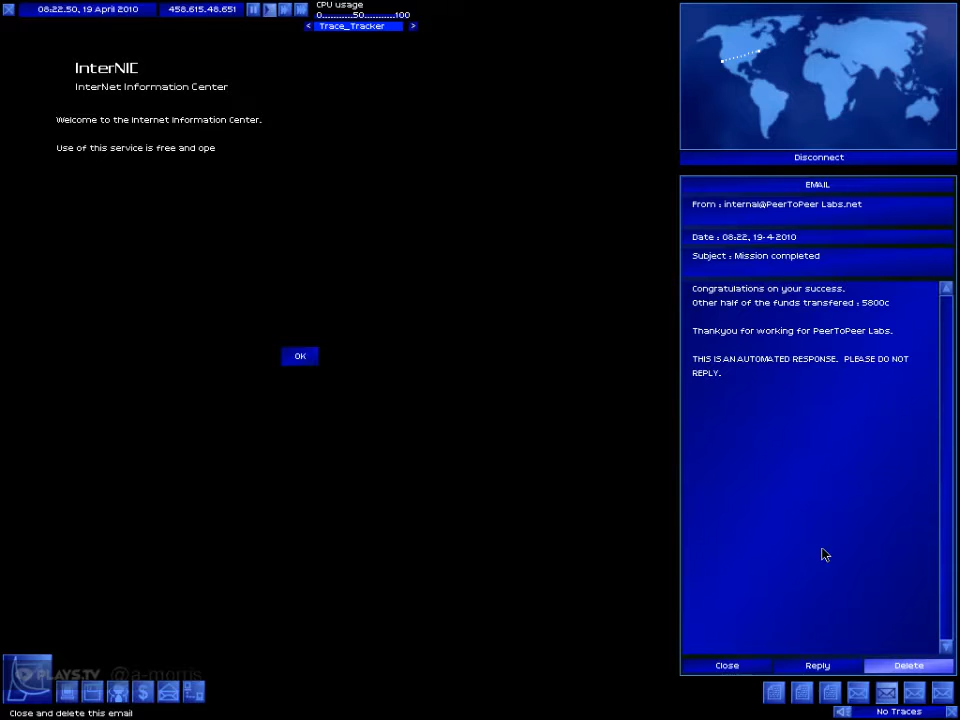 08:22.50, 19 April 2010
458.615.48.651
CPU usage
0...........50...........100
< Trace_Tracker >
InterNIC
InterNet Information Center
Welcome to the Internet Information Center.
Use of this service is free and ope
OK
Disconnect
EMAIL
From : internal@PeerToPeer Labs.net
Date : 08:22, 19-4-2010
Subject : Mission completed
Congratulations on your success.
Other half of the funds transfered : 5800c
Thankyou for working for PeerToPeer Labs.
THIS IS AN AUTOMATED RESPONSE. PLEASE DO NOT
REPLY.
Close
Reply
Delete
PLAYS.TV @a-morris
$
Close and delete this email
No Traces